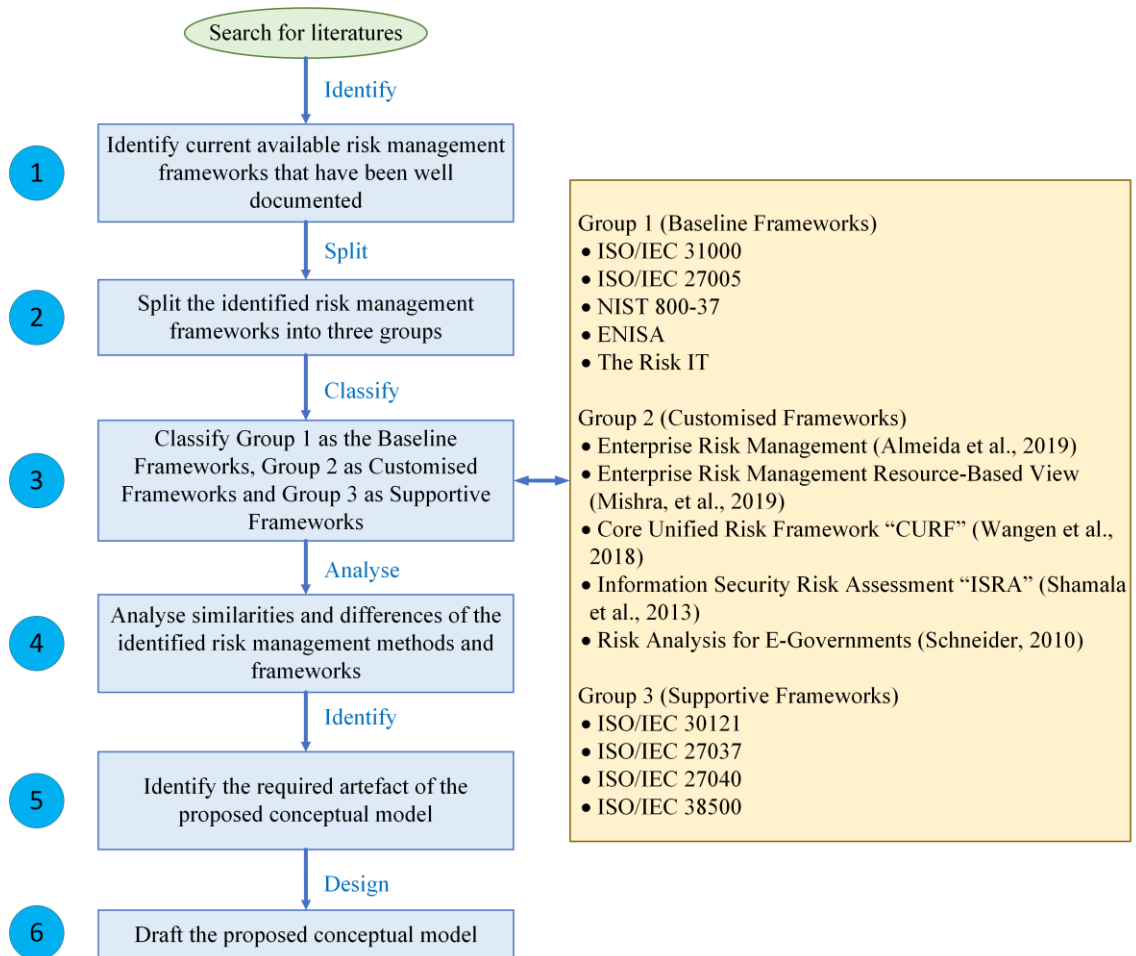 Search for literatures
Identify
1
Identify current available risk management
frameworks that have been well
documented
Split
2
Split the identified risk management
frameworks into three groups
Classify
3
Classify Group 1 as the Baseline
Frameworks, Group 2 as Customised
Frameworks and Group 3 as Supportive
Frameworks
Analyse
4
Analyse similarities and differences of the
identified risk management methods and
frameworks
Identify
5
Identify the required artefact of the
proposed conceptual model
Design
6
Draft the proposed conceptual model
Group 1 (Baseline Frameworks)
• ISO/IEC 31000
• ISO/IEC 27005
• NIST 800-37
• ENISA
• The Risk IT
Group 2 (Customised Frameworks)
• Enterprise Risk Management (Almeida et al., 2019)
• Enterprise Risk Management Resource-Based View
(Mishra, et al., 2019)
• Core Unified Risk Framework “CURF” (Wangen et al.,
2018)
• Information Security Risk Assessment “ISRA” (Shamala
et al., 2013)
• Risk Analysis for E-Governments (Schneider, 2010)
Group 3 (Supportive Frameworks)
• ISO/IEC 30121
• ISO/IEC 27037
• ISO/IEC 27040
• ISO/IEC 38500